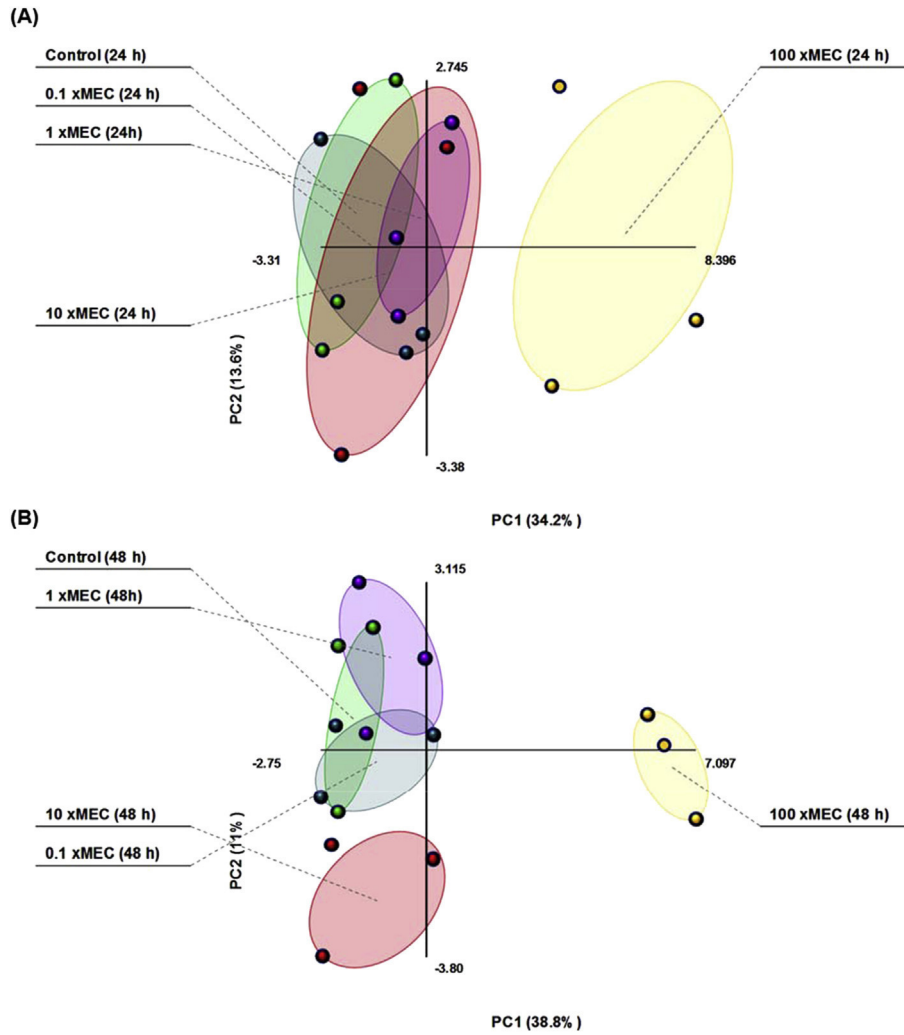 (A)
Control (24 h)
0.1 xMEC (24 h)
1 xMEC (24h)
10 xMEC (24 h)
2.745
100 xMEC (24 h)
-3.31
8.396
PC2 (13.6%)
-3.38
PC1 (34.2% )
(B)
Control (48 h)
1 xMEC (48h)
3.115
-2.75
7.097
10 xMEC (48 h)
0.1 xMEC (48 h)
100 xMEC (48 h)
PC2 (11%)
-3.80
PC1 (38.8% )